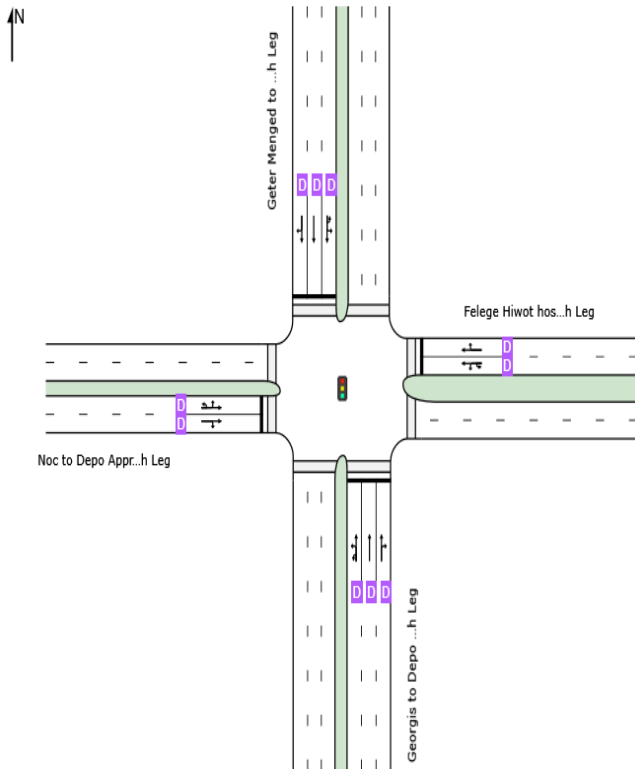 N
Geter Menged to ...h Leg
D D D
Felege Hiwot hos...h Leg
D
D
D
D
Noc to Depo Appr...h Leg
D D D
Georgis to Depo ...h Leg